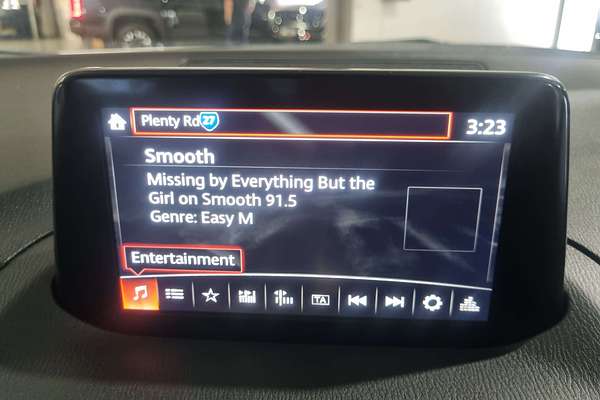 Plenty Rd 27
3:23
Smooth
Missing by Everything But the
Girl on Smooth 91.5
Genre: Easy M
Entertainment
TA